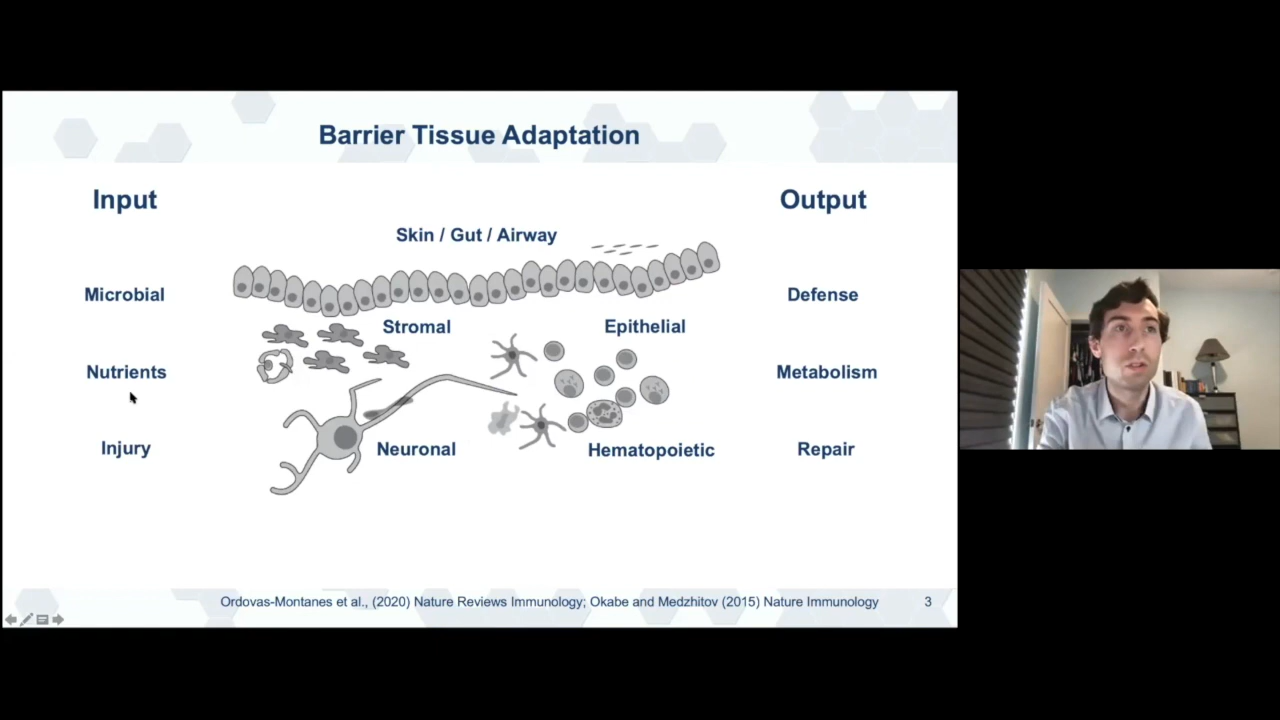 Barrier Tissue Adaptation
Input
Output
Skin / Gut / Airway
Microbial
Defense
Stromal
Epithelial
Nutrients
Metabolism
Injury
Neuronal
Hematopoietic
Repair
Ordovas-Montanes et al., (2020) Nature Reviews Immunology; Okabe and Medzhitov (2015) Nature Immunology
3